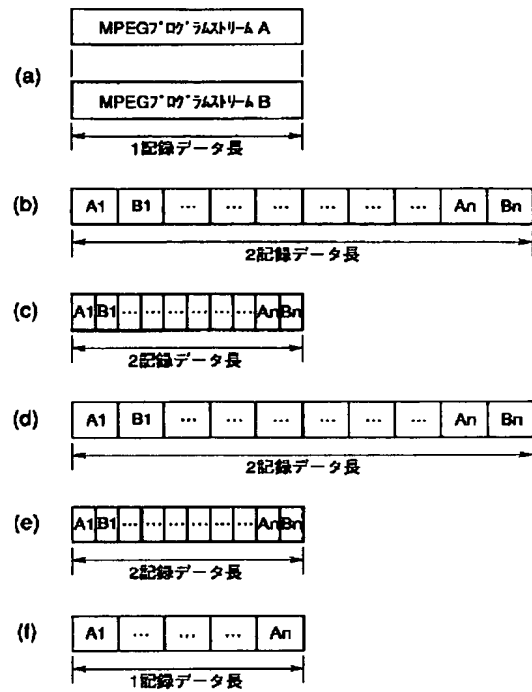 (a)
MPEGプログラムストリーム A
MPEGプログラムストリーム B
1記録データ長
(b) A1 B1 … … … … … … An Bn
2記録データ長
(c) A1 B1 … … … … … … An Bn
2記録データ長
(d) A1 B1 … … … … … … An Bn
2記録データ長
(e) A1 B1 … … … … … … An Bn
2記録データ長
(f) A1 … … … An
1記録データ長